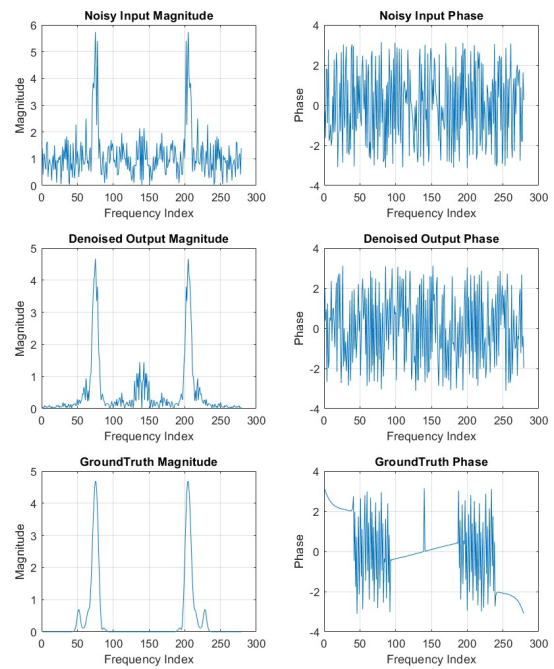 Noisy Input Magnitude
6
5
4
3
2
1
0
Magnitude
0 50 100 150 200 250 300
Frequency Index
Noisy Input Phase
4
2
0
-2
-4
Phase
0 50 100 150 200 250 300
Frequency Index
Denoised Output Magnitude
5
4
3
2
1
0
Magnitude
0 50 100 150 200 250 300
Frequency Index
Denoised Output Phase
4
2
0
-2
-4
Phase
0 50 100 150 200 250 300
Frequency Index
GroundTruth Magnitude
5
4
3
2
1
0
Magnitude
0 50 100 150 200 250 300
Frequency Index
GroundTruth Phase
4
2
0
-2
-4
Phase
0 50 100 150 200 250 300
Frequency Index